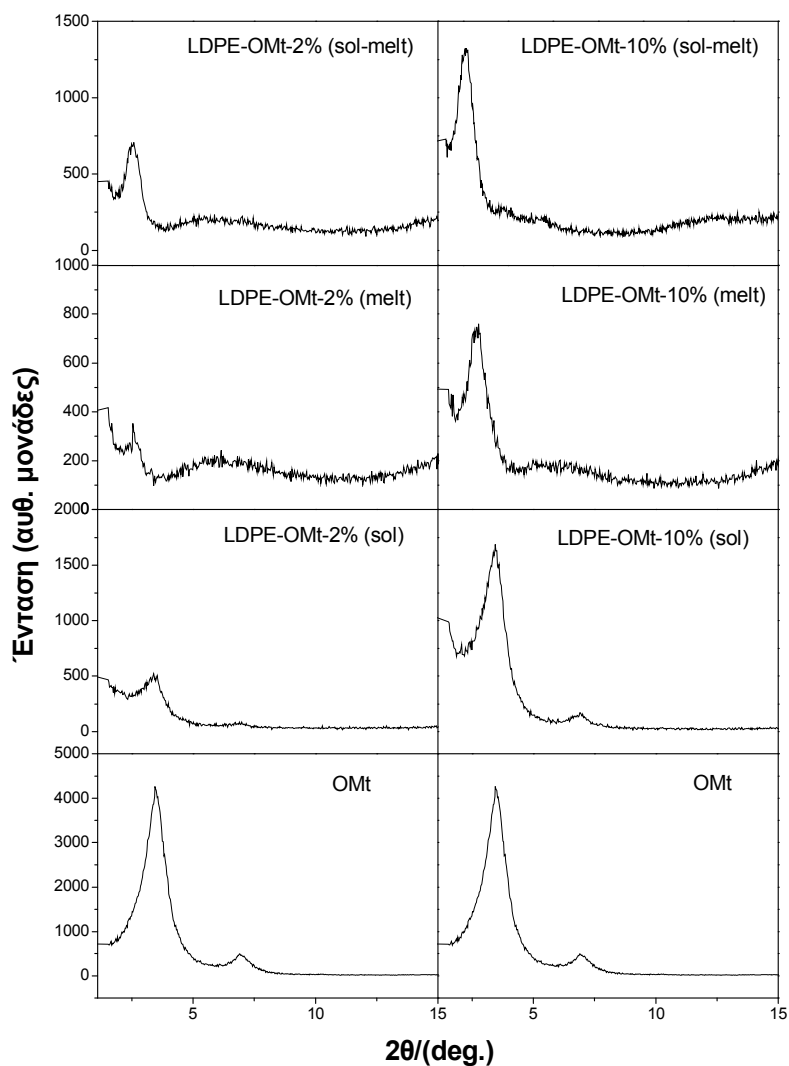 1500
LDPE-OMt-2% (sol-melt)
LDPE-OMt-10% (sol-melt)
1000
500
0
1000
LDPE-OMt-2% (melt)
LDPE-OMt-10% (melt)
800
600
400
200
0
2000
LDPE-OMt-2% (sol)
LDPE-OMt-10% (sol)
1500
1000
500
0
5000
OMt
OMt
4000
3000
2000
1000
0
5 10 15
5 10 15
Ένταση (αυθ. μονάδες)
2θ/(deg.)